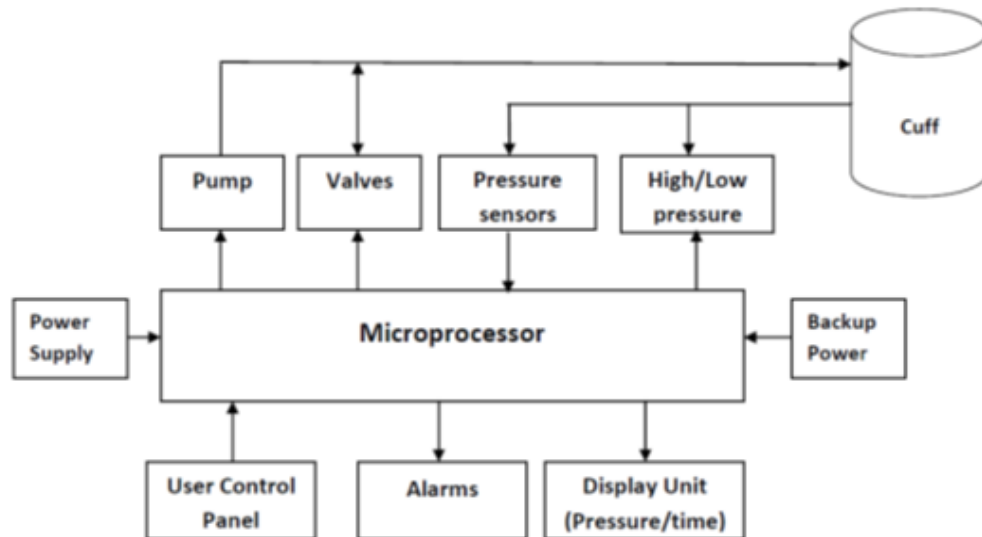 Cuff
Pump
Valves
Pressure
sensors
High/Low
pressure
Power
Supply
Microprocessor
Backup
Power
User Control
Panel
Alarms
Display Unit
(Pressure/time)